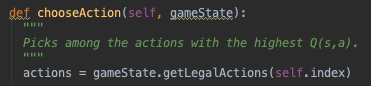 def chooseAction(self, gameState):
"""
Picks among the actions with the highest Q(s,a).
"""
actions = gameState.getLegalActions(self.index)